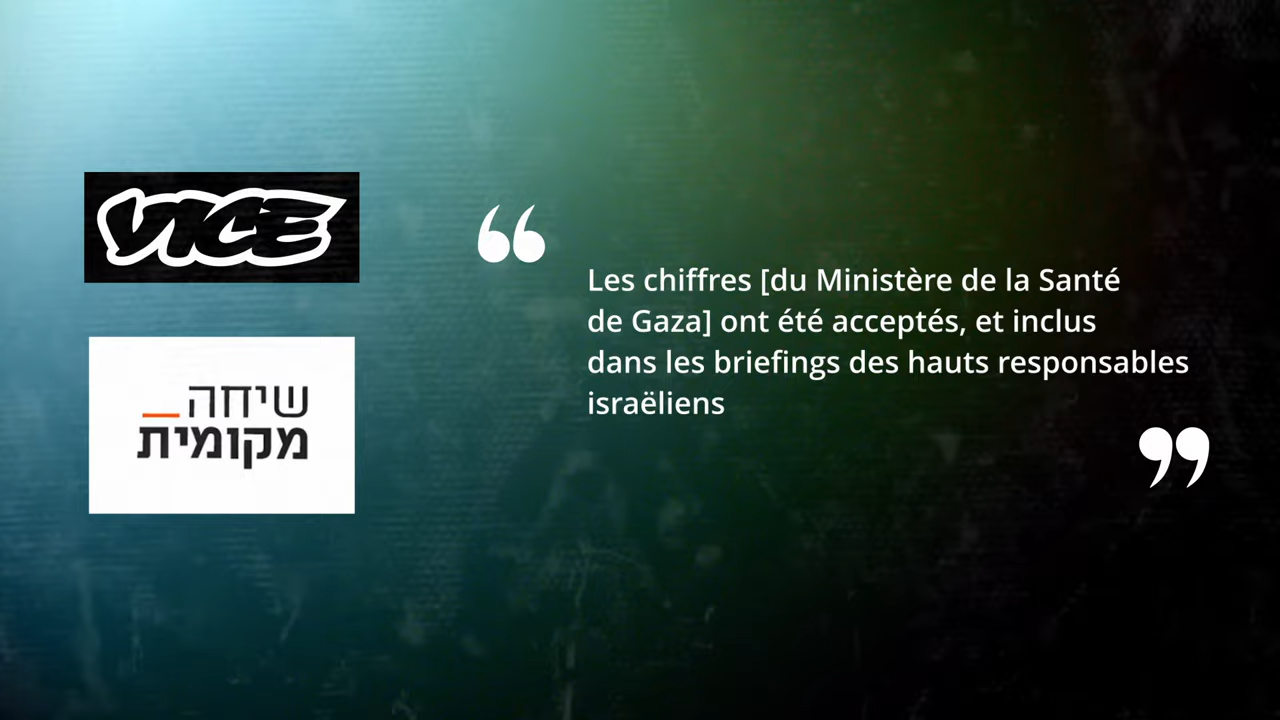 VICE
שיחה
מקומית
“
Les chiffres [du Ministère de la Santé
de Gaza] ont été acceptés, et inclus
dans les briefings des hauts responsables
israëliens
”